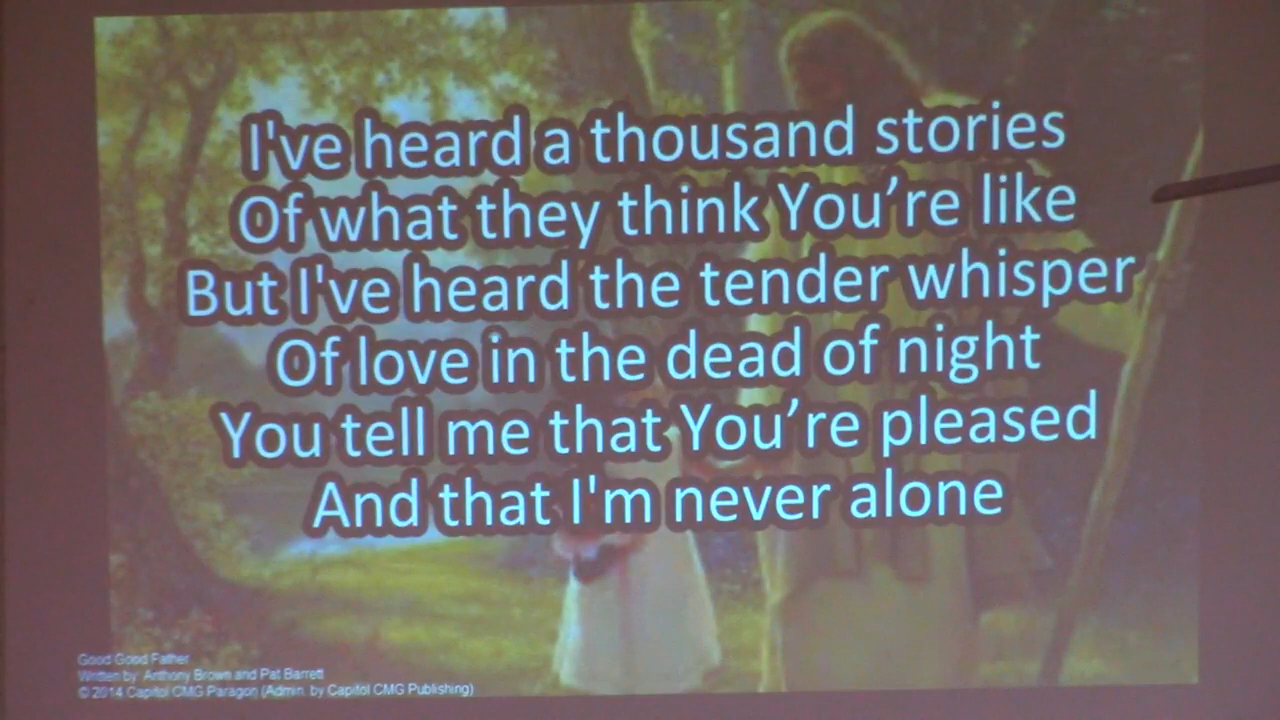 I've heard a thousand stories
Of what they think You’re like
But I've heard the tender whisper
Of love in the dead of night
You tell me that You’re pleased
And that I'm never alone
Good Good Father
Written by: Anthony Brown and Pat Barrett
© 2014 Capitol CMG Paragon (Admin. by Capitol CMG Publishing)